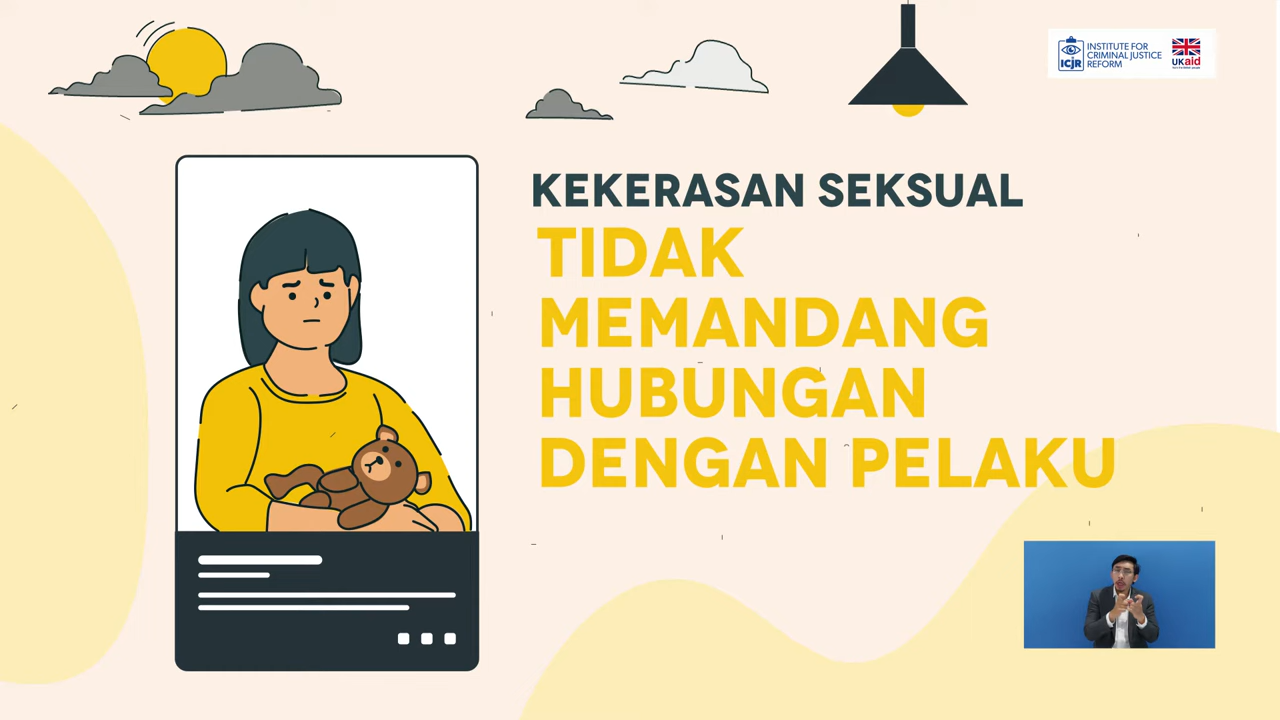 ICJR
INSTITUTE FOR
CRIMINAL JUSTICE
REFORM
UKaid
KEKERASAN SEKSUAL
TIDAK
MEMANDANG
HUBUNGAN
DENGAN PELAKU